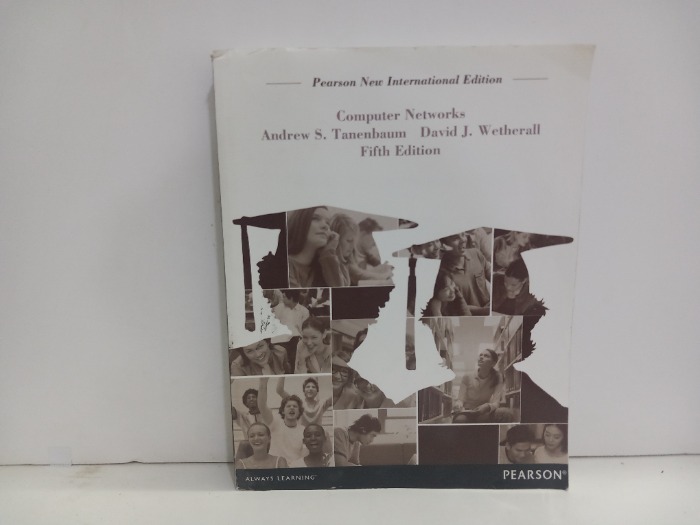 Pearson New International Edition
Computer Networks
Andrew S. Tanenbaum David J. Wetherall
Fifth Edition
ALWAYS LEARNING
PEARSON®